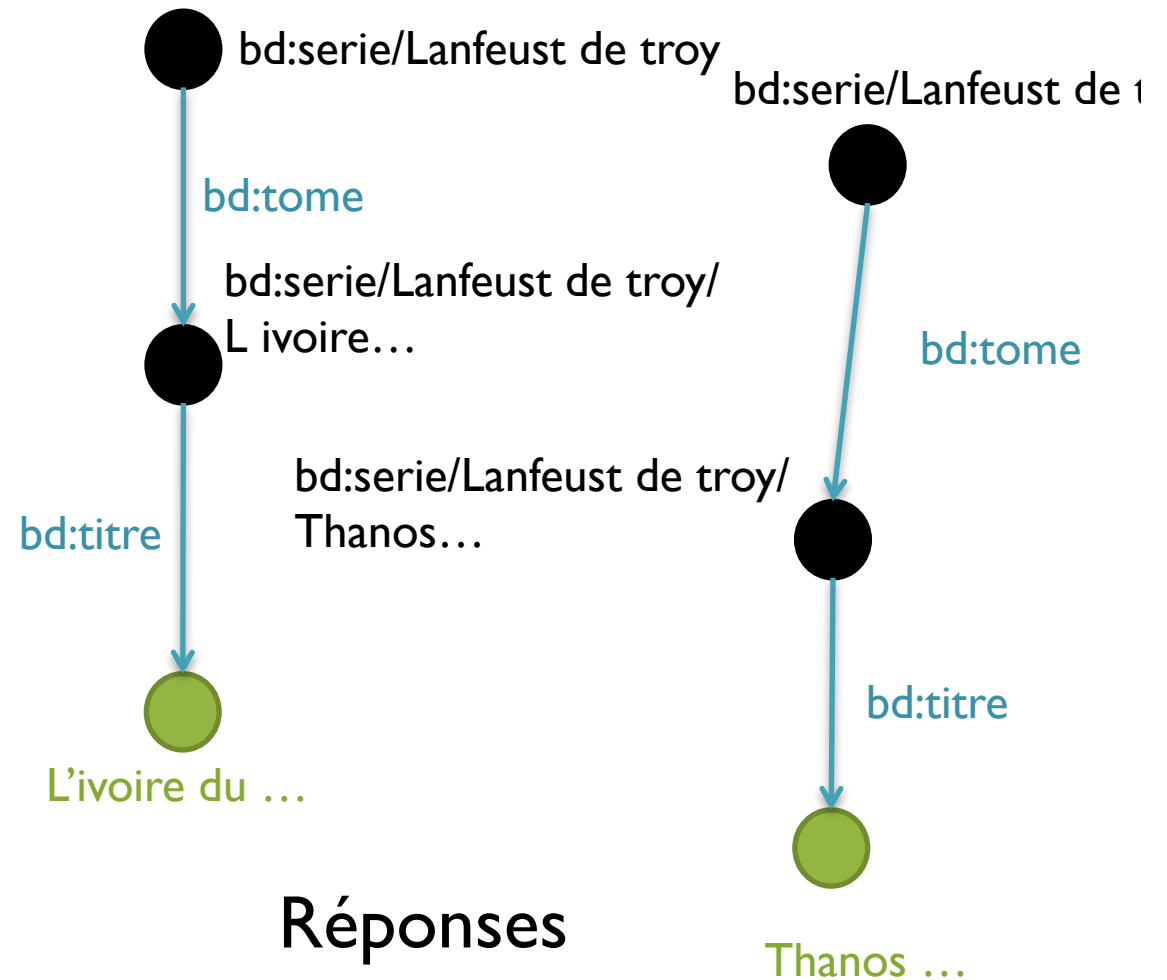 bd:serie/Lanfeust de troy
bd:serie/Lanfeust de
bd:tome
bd:serie/Lanfeust de troy/
L ivoire…
bd:tome
bd:serie/Lanfeust de troy/
Thanos…
bd:titre
bd:titre
L’ivoire du …
Réponses
Thanos …